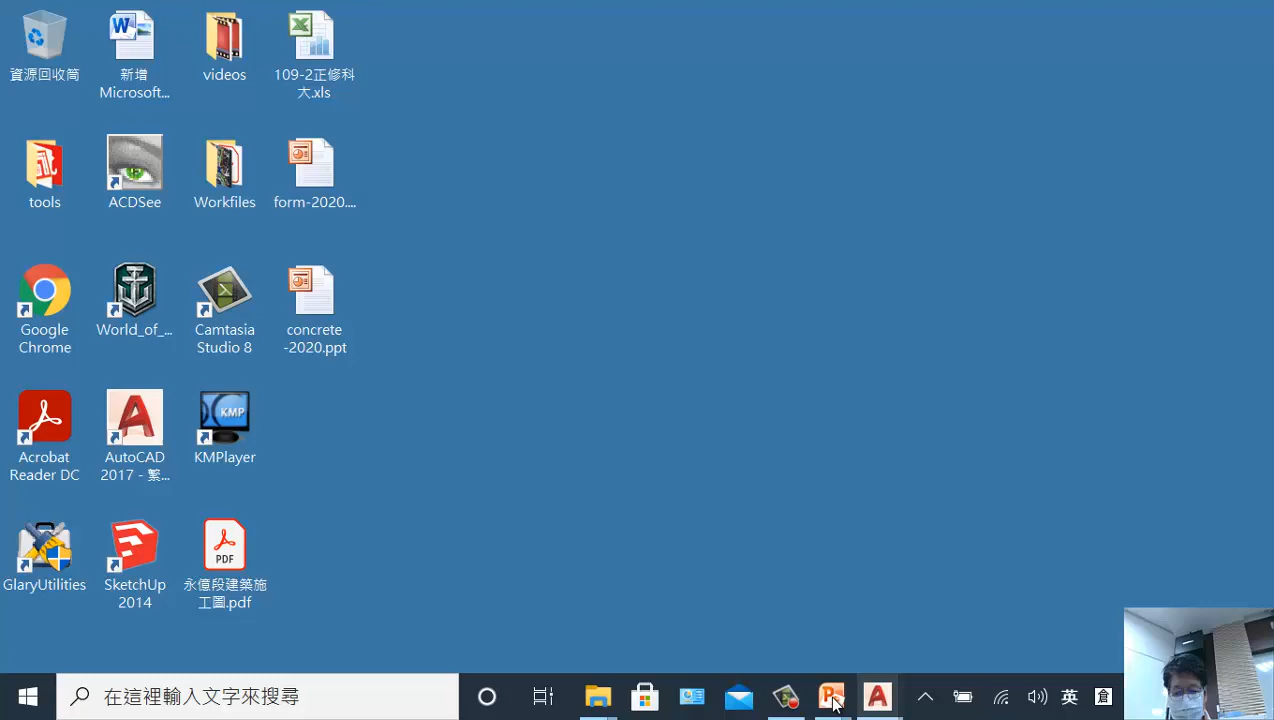 資源回收筒
新增
Microsoft...
videos
109-2正修科
大.xls
tools
ACDSee
Workfiles
form-2020....
Google
Chrome
World_of_...
Camtasia
Studio 8
concrete
-2020.ppt
Acrobat
Reader DC
AutoCAD
2017 - 繁...
KMP
KMPlayer
GlaryUtilities
SketchUp
2014
PDF
永億段建築施
工圖.pdf
在這裡輸入文字來搜尋
英
倉